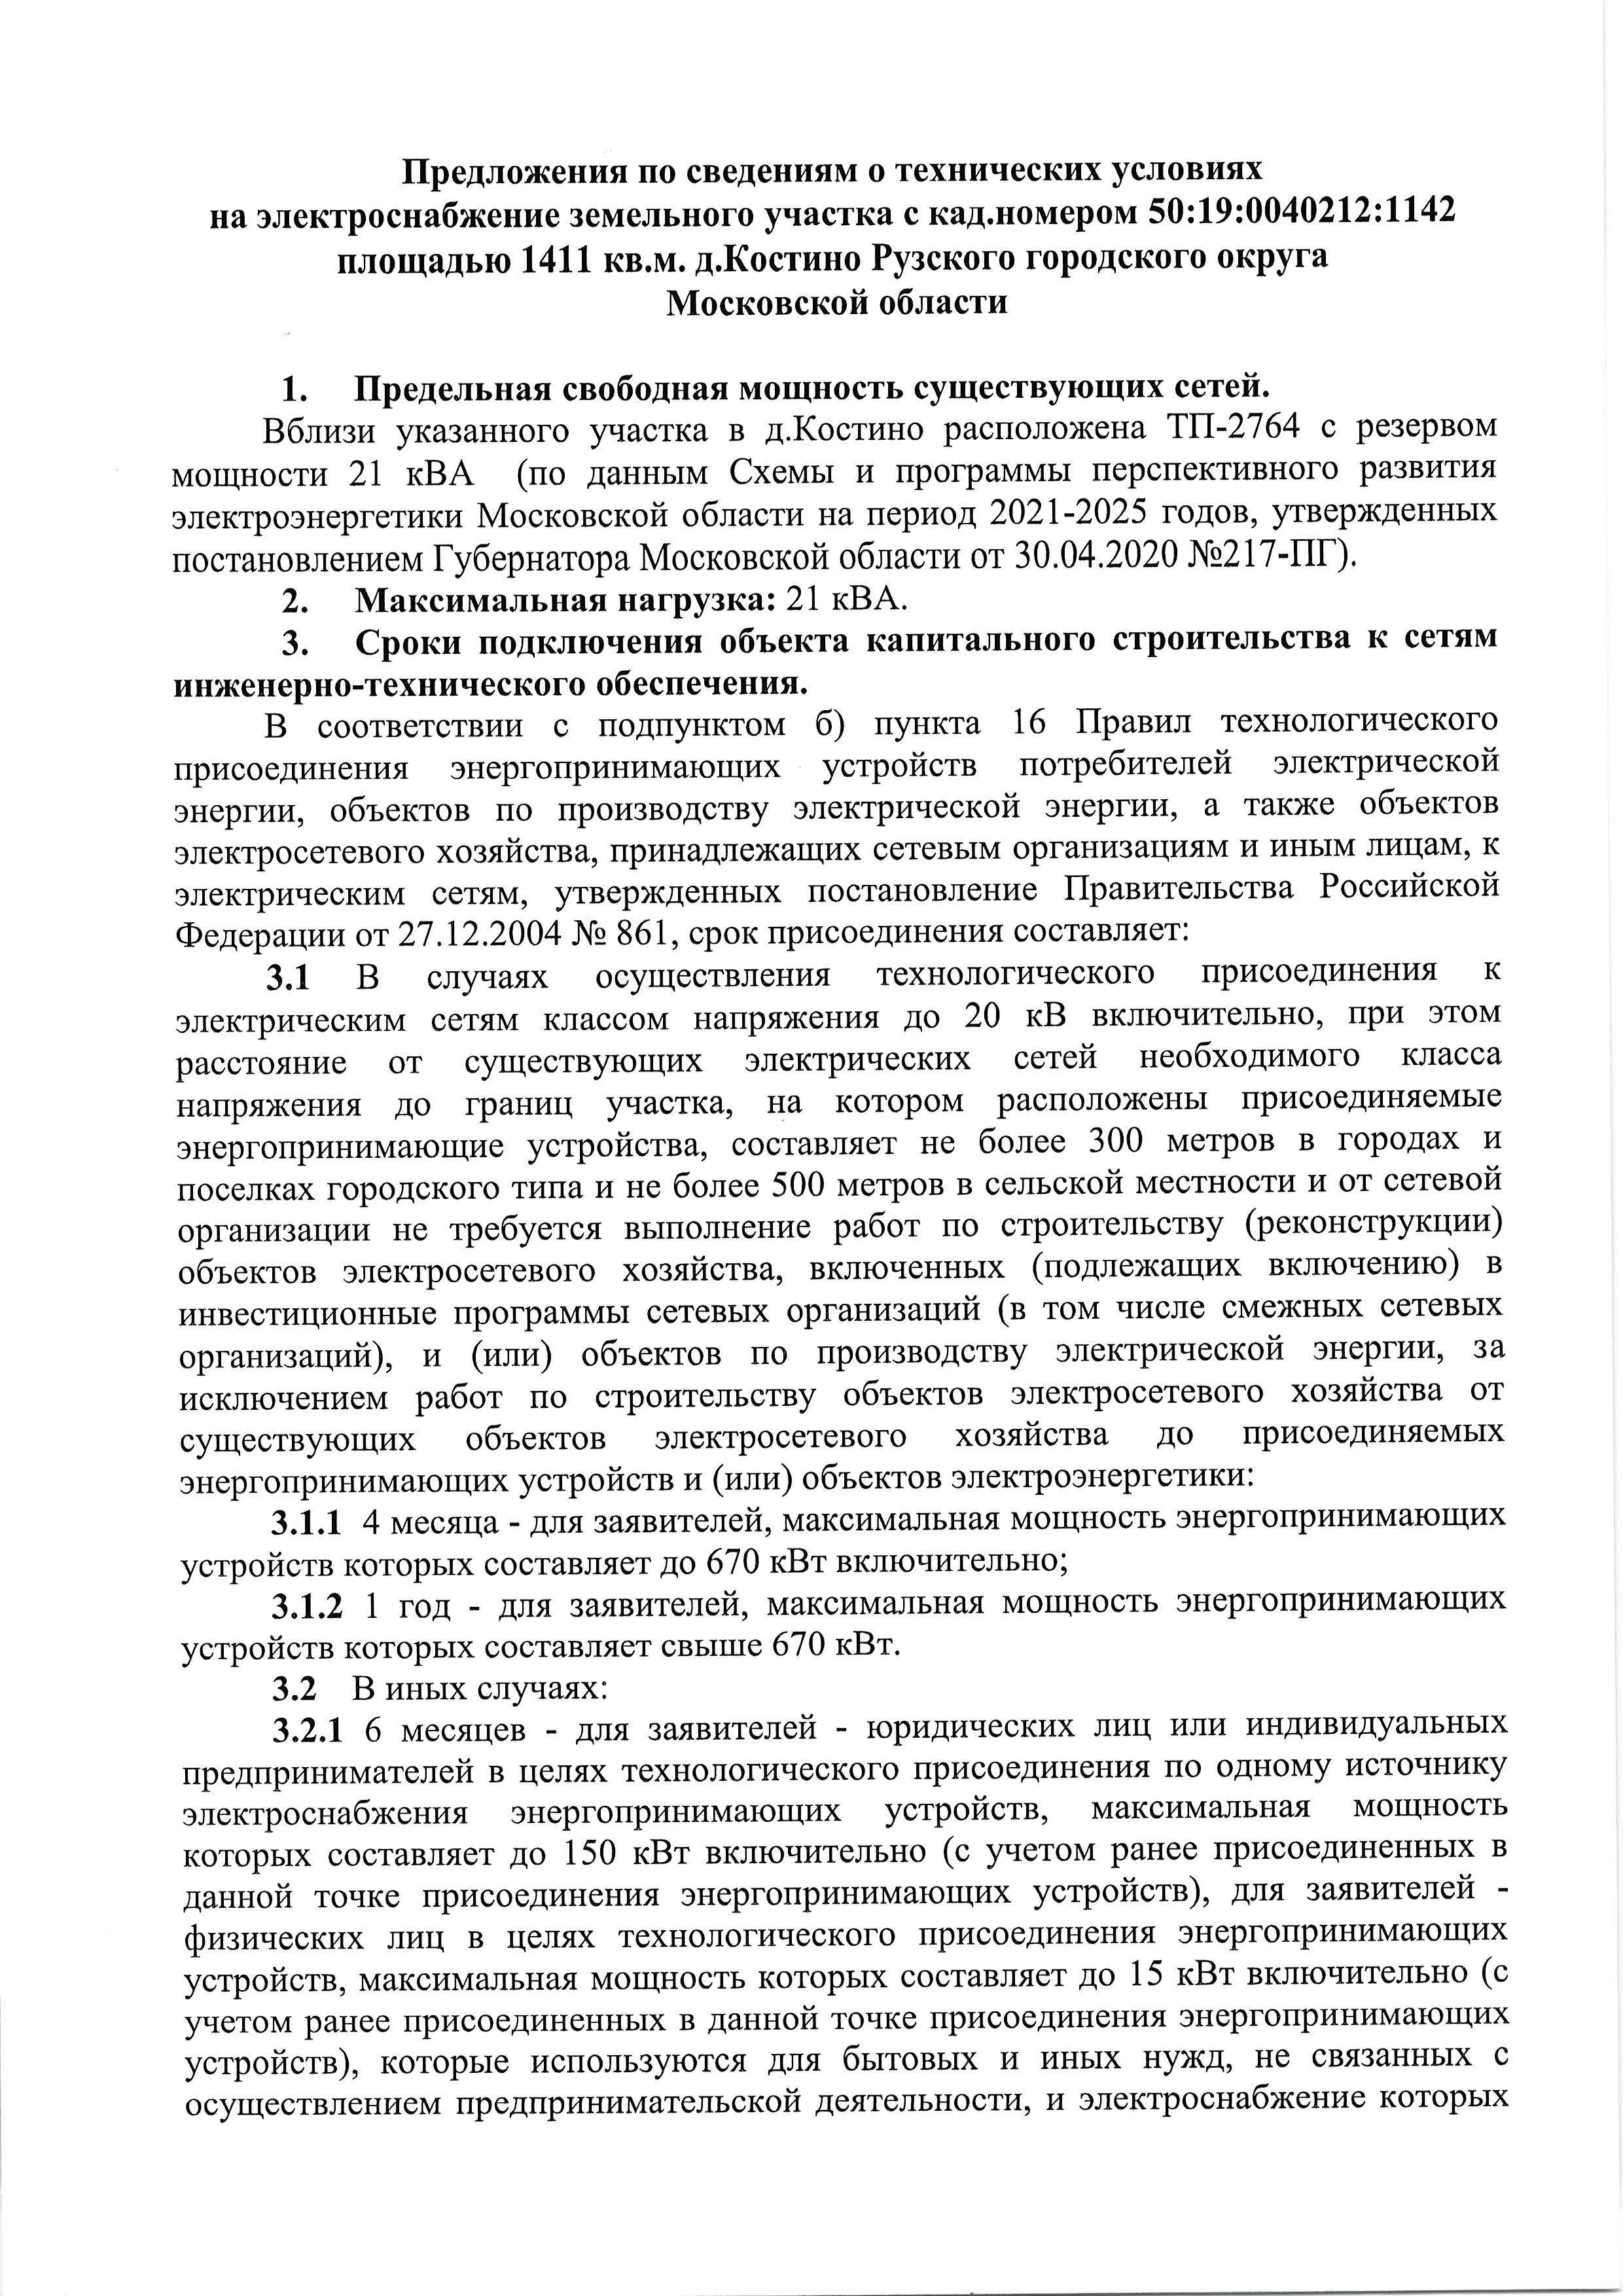 Предложения по сведениям о технических условиях
на электроснабжение земельного участка с кад.номером 50:19:0040212:1142
площадью 1411 кв.м. д.Костино Рузского городского округа
Московской области
1. Предельная свободная мощность существующих сетей.
Вблизи указанного участка в д.Костино расположена ТП-2764 с резервом
мощности 21 кВА (по данным Схемы и программы перспективного развития
электроэнергетики Московской области на период 2021-2025 годов, утвержденных
постановлением Губернатора Московской области от 30.04.2020 №217-ПГ).
2. Максимальная нагрузка: 21 кВА.
3. Сроки подключения объекта капитального строительства к сетям
инженерно-технического обеспечения.
В соответствии с подпунктом б) пункта 16 Правил технологического
присоединения энергопринимающих устройств потребителей электрической
энергии, объектов по производству электрической энергии, а также объектов
электросетевого хозяйства, принадлежащих сетевым организациям и иным лицам, к
электрическим сетям, утвержденных постановление Правительства Российской
Федерации от 27.12.2004 № 861, срок присоединения составляет:
3.1 В случаях осуществления технологического присоединения к
электрическим сетям классом напряжения до 20 кВ включительно, при этом
расстояние от существующих электрических сетей необходимого класса
напряжения до границ участка, на котором расположены присоединяемые
энергопринимающие устройства, составляет не более 300 метров в городах и
поселках городского типа и не более 500 метров в сельской местности и от сетевой
организации не требуется выполнение работ по строительству (реконструкции)
объектов электросетевого хозяйства, включенных (подлежащих включению) в
инвестиционные программы сетевых организаций (в том числе смежных сетевых
организаций), и (или) объектов по производству электрической энергии, за
исключением работ по строительству объектов электросетевого хозяйства от
существующих объектов электросетевого хозяйства до присоединяемых
энергопринимающих устройств и (или) объектов электроэнергетики:
3.1.1 4 месяца - для заявителей, максимальная мощность энергопринимающих
устройств которых составляет до 670 кВт включительно;
3.1.2 1 год - для заявителей, максимальная мощность энергопринимающих
устройств которых составляет свыше 670 кВт.
3.2 В иных случаях:
3.2.1 6 месяцев - для заявителей - юридических лиц или индивидуальных
предпринимателей в целях технологического присоединения по одному источнику
электроснабжения энергопринимающих устройств, максимальная мощность
которых составляет до 150 кВт включительно (с учетом ранее присоединенных в
данной точке присоединения энергопринимающих устройств), для заявителей -
физических лиц в целях технологического присоединения энергопринимающих
устройств, максимальная мощность которых составляет до 15 кВт включительно (с
учетом ранее присоединенных в данной точке присоединения энергопринимающих
устройств), которые используются для бытовых и иных нужд, не связанных с
осуществлением предпринимательской деятельности, и электроснабжение которых